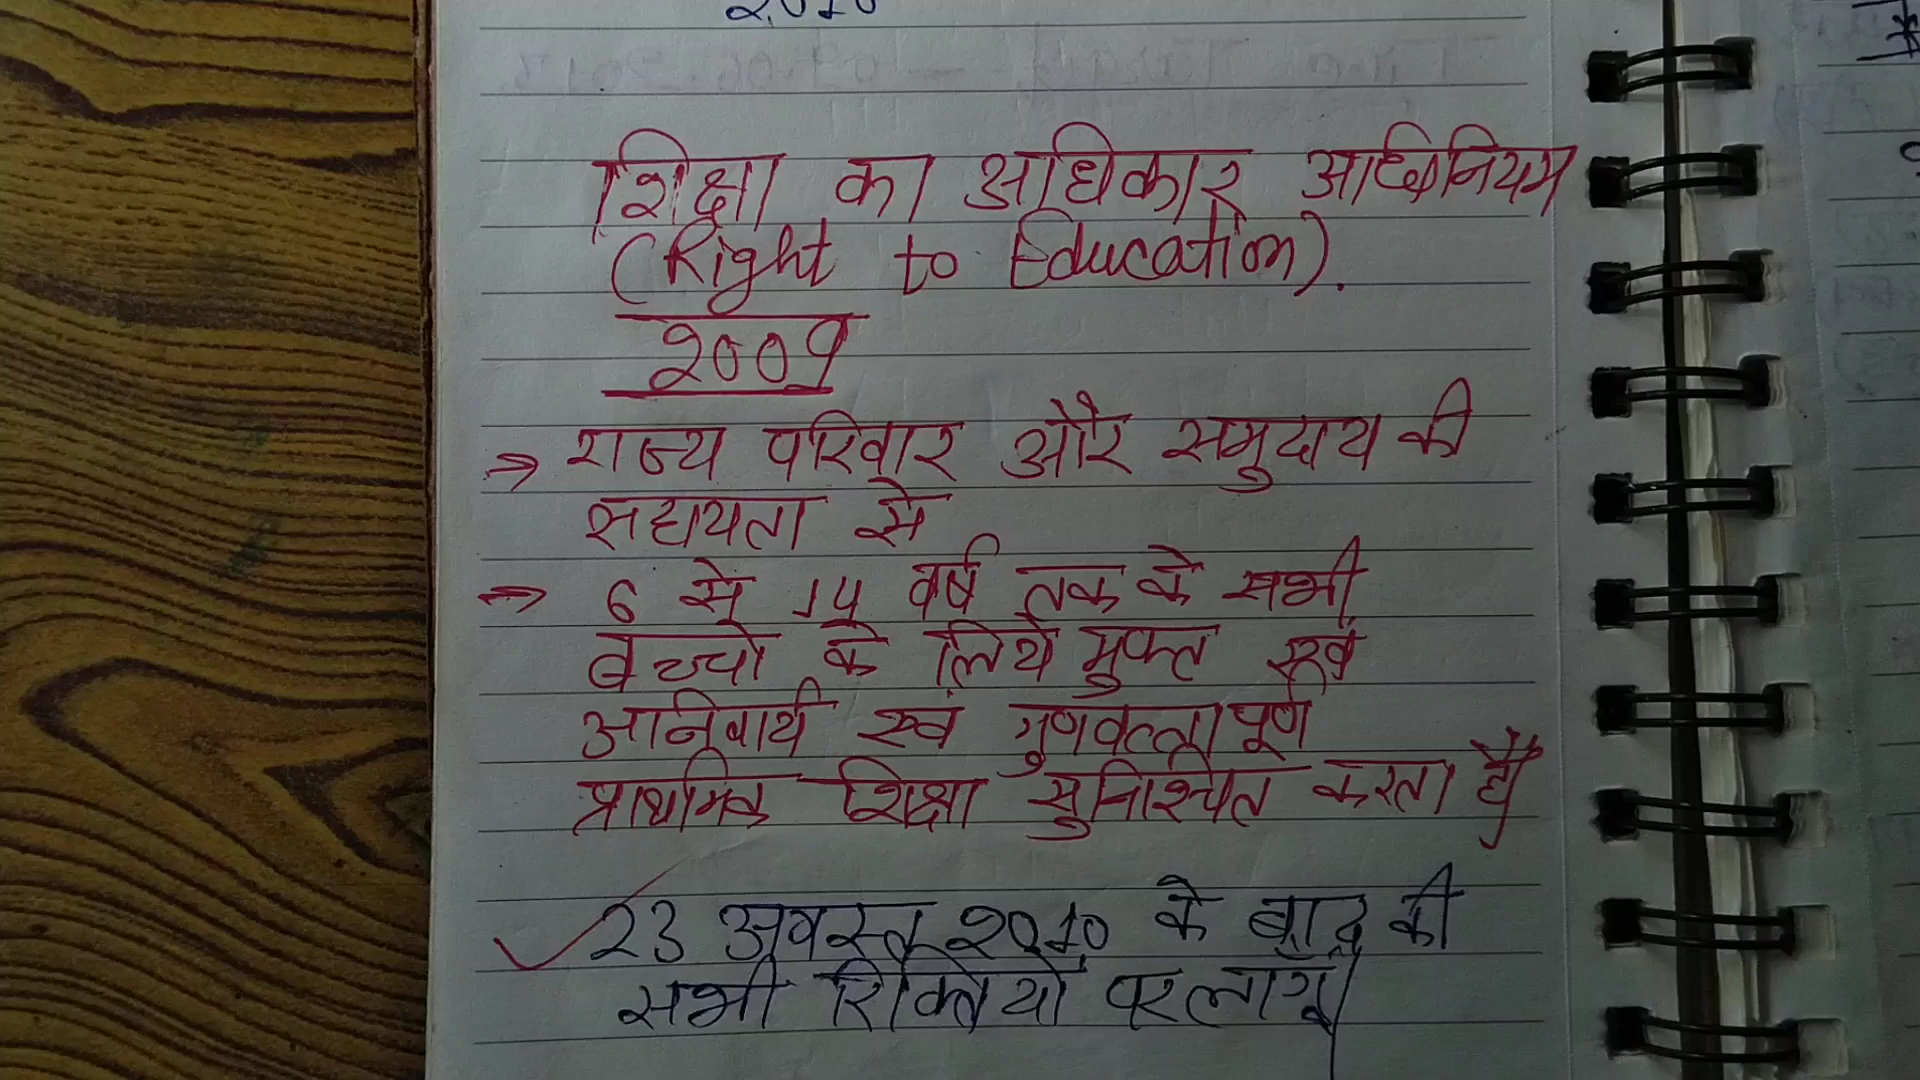 2010
शिक्षा का अधिकार अधिनियम
(Right to Education).
2009
→ राज्य परिवार और समुदाय की
सहायता से
→ 6 से 14 वर्ष तक के सभी
बच्चो के लिये मुफ्त एवं
अनिवार्य एवं गुणवत्तापूर्ण
प्राथमिक शिक्षा सुनिश्चित करता है
23 अगस्त 2010 के बाद की
सभी रिक्तियों पर लागू।